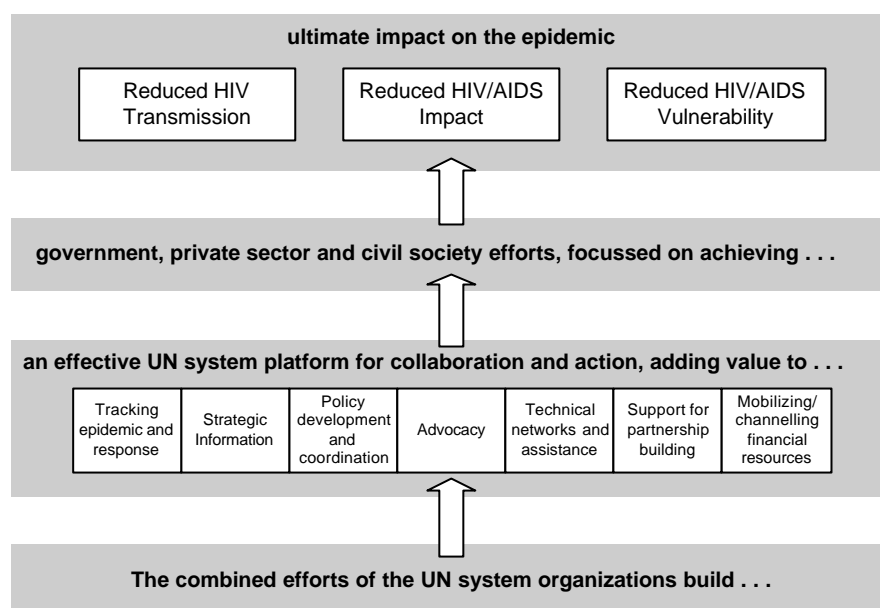 ultimate impact on the epidemic
Reduced HIV
Transmission
Reduced HIV/AIDS
Impact
Reduced HIV/AIDS
Vulnerability
government, private sector and civil society efforts, focussed on achieving . . .
an effective UN system platform for collaboration and action, adding value to . . .
Tracking
epidemic and
response
Strategic
Information
Policy
development
and
coordination
Advocacy
Technical
networks and
assistance
Support for
partnership
building
Mobilizing/
channelling
financial
resources
The combined efforts of the UN system organizations build . . .